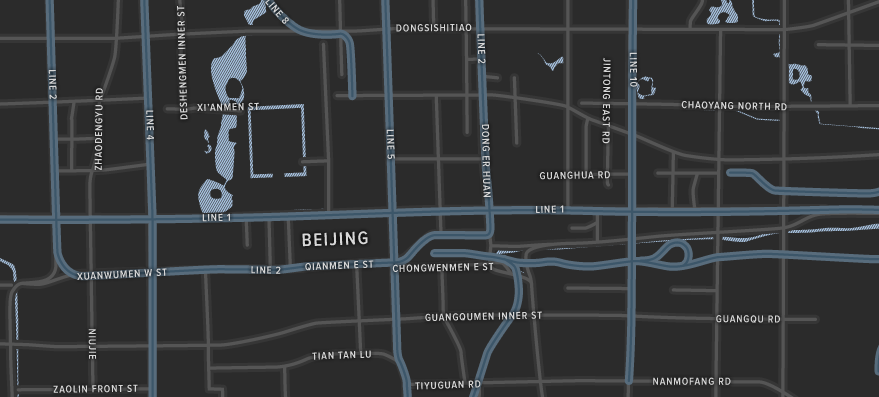 LINE 8
DONGSISHITIAO
DESHENGMEN INNER ST
LINE 2
LINE 2
LINE 10
JINTONG EAST RD
ZHAODENGYU RD
XI'ANMEN ST
CHAOYANG NORTH RD
LINE 4
LINE 5
DONG ER HUAN
GUANGHUA RD
LINE 1
LINE 1
BEIJING
XUANWUMEN W ST
LINE 2
QIANMEN E ST
CHONGWENMEN E ST
GUANGQUMEN INNER ST
GUANGQU RD
NIUJIE
TIAN TAN LU
ZAOLIN FRONT ST
TIYUGUAN RD
NANMOFANG RD